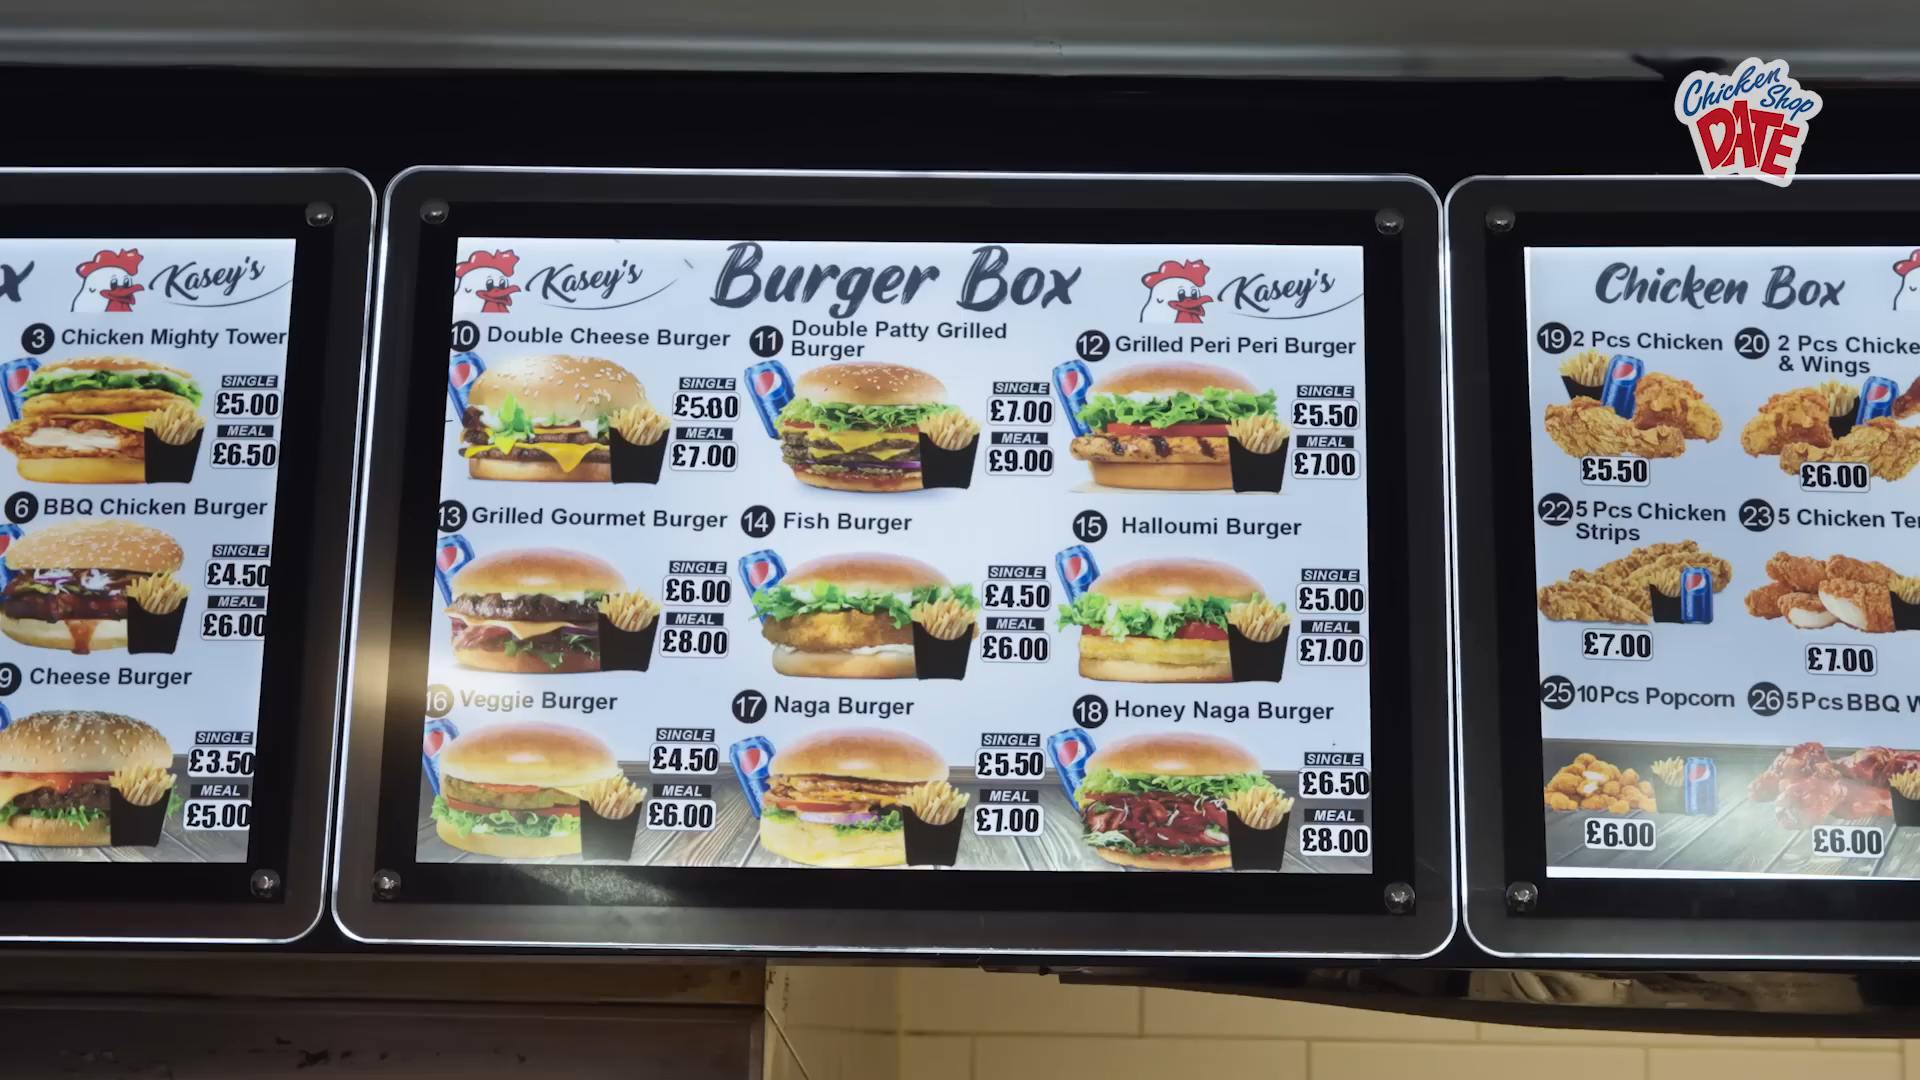 Chicken
Shop
DATE
x
Kasey's
3 Chicken Mighty Tower
SINGLE
£5.00
MEAL
£6.50
6 BBQ Chicken Burger
SINGLE
£4.50
MEAL
£6.00
9 Cheese Burger
SINGLE
£3.50
MEAL
£5.00
Kasey's
Burger Box
Kasey's
10 Double Cheese Burger
SINGLE
£5.00
MEAL
£7.00
11 Double Patty Grilled
Burger
SINGLE
£7.00
MEAL
£9.00
12 Grilled Peri Peri Burger
SINGLE
£5.50
MEAL
£7.00
13 Grilled Gourmet Burger
SINGLE
£6.00
MEAL
£8.00
14 Fish Burger
SINGLE
£4.50
MEAL
£6.00
15 Halloumi Burger
SINGLE
£5.00
MEAL
£7.00
16 Veggie Burger
SINGLE
£4.50
MEAL
£6.00
17 Naga Burger
SINGLE
£5.50
MEAL
£7.00
18 Honey Naga Burger
SINGLE
£6.50
MEAL
£8.00
Chicken Box
19 2 Pcs Chicken
£5.50
20 2 Pcs Chicke
& Wings
£6.00
22 5 Pcs Chicken
Strips
£7.00
23 5 Chicken Te
£7.00
25 10 Pcs Popcorn
£6.00
26 5 Pcs BBQ W
£6.00